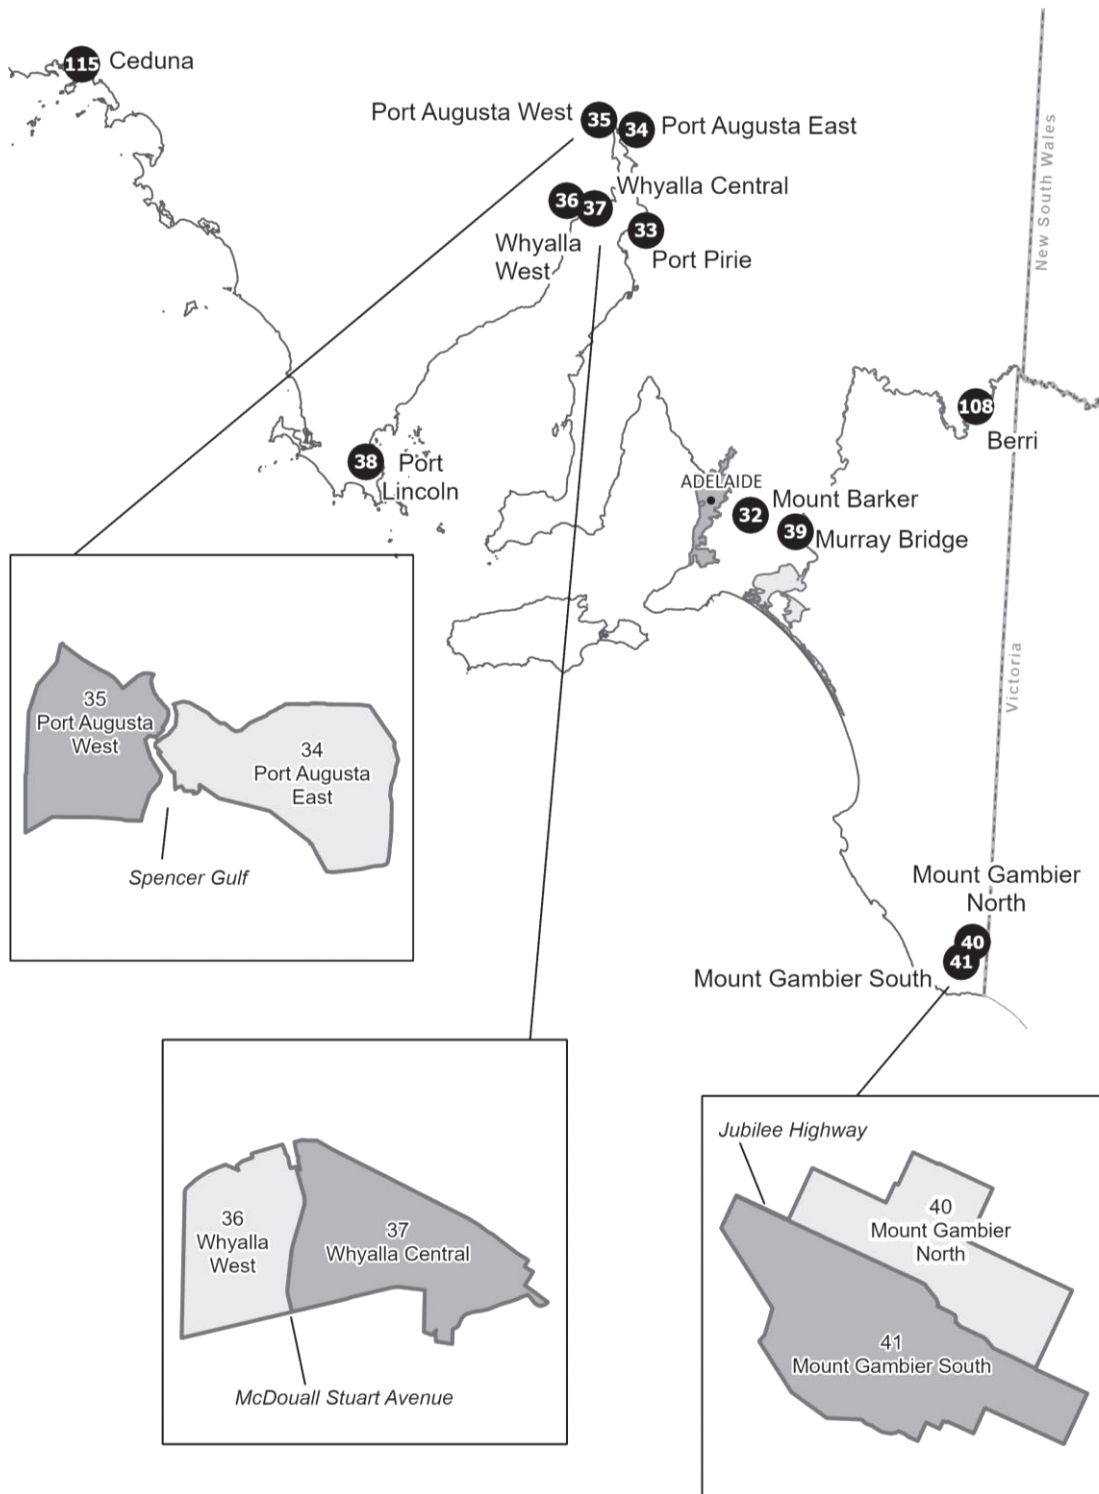 115 Ceduna
Port Augusta West 35
34 Port Augusta East
Whyalla Central
36 37
Whyalla
West
33
Port Pirie
New South Wales
108
Berri
38 Port
Lincoln
ADELAIDE
32 Mount Barker
39 Murray Bridge
Victoria
35
Port Augusta
West
34
Port Augusta
East
Spencer Gulf
Mount Gambier
North
40
41
Mount Gambier South
36
Whyalla
West
37
Whyalla Central
McDouall Stuart Avenue
Jubilee Highway
40
Mount Gambier
North
41
Mount Gambier South